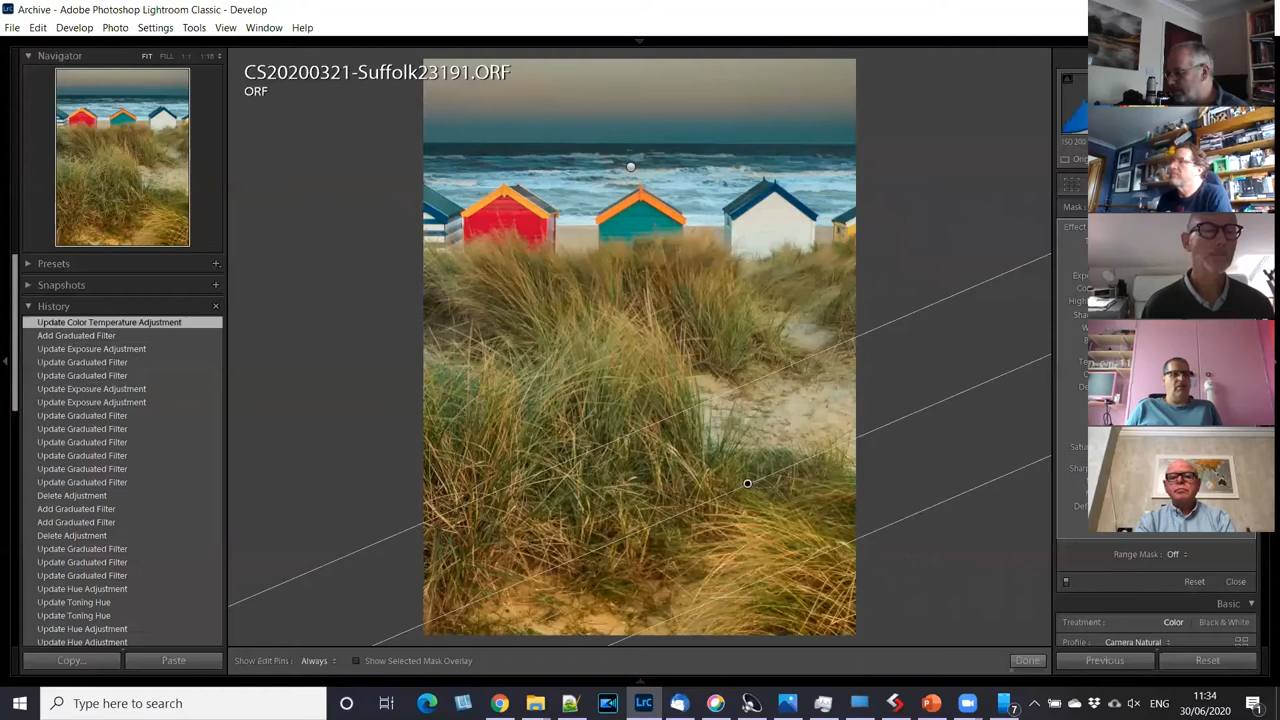 Archive - Adobe Photoshop Lightroom Classic - Develop
File Edit Develop Photo Settings Tools View Window Help
Navigator FIT FILL 1:1 1:16
CS20200321-Suffolk23191.ORF
ORF
ISO 200
Mask
Effect
Presets
Snapshots
History
Update Color Temperature Adjustment
Add Graduated Filter
Update Exposure Adjustment
Update Graduated Filter
Update Graduated Filter
Update Exposure Adjustment
Update Exposure Adjustment
Update Graduated Filter
Update Graduated Filter
Update Graduated Filter
Update Graduated Filter
Update Graduated Filter
Update Graduated Filter
Delete Adjustment
Add Graduated Filter
Add Graduated Filter
Delete Adjustment
Update Graduated Filter
Update Graduated Filter
Update Graduated Filter
Update Hue Adjustment
Update Toning Hue
Update Toning Hue
Update Hue Adjustment
Update Hue Adjustment
Range Mask : Off
Reset Close
Basic
Treatment : Color Black & White
Profile : Camera Natural
Copy... Paste
Show Edit Pins : Always Show Selected Mask Overlay Done
Previous Reset
Type here to search
ENG
11:34
30/06/2020